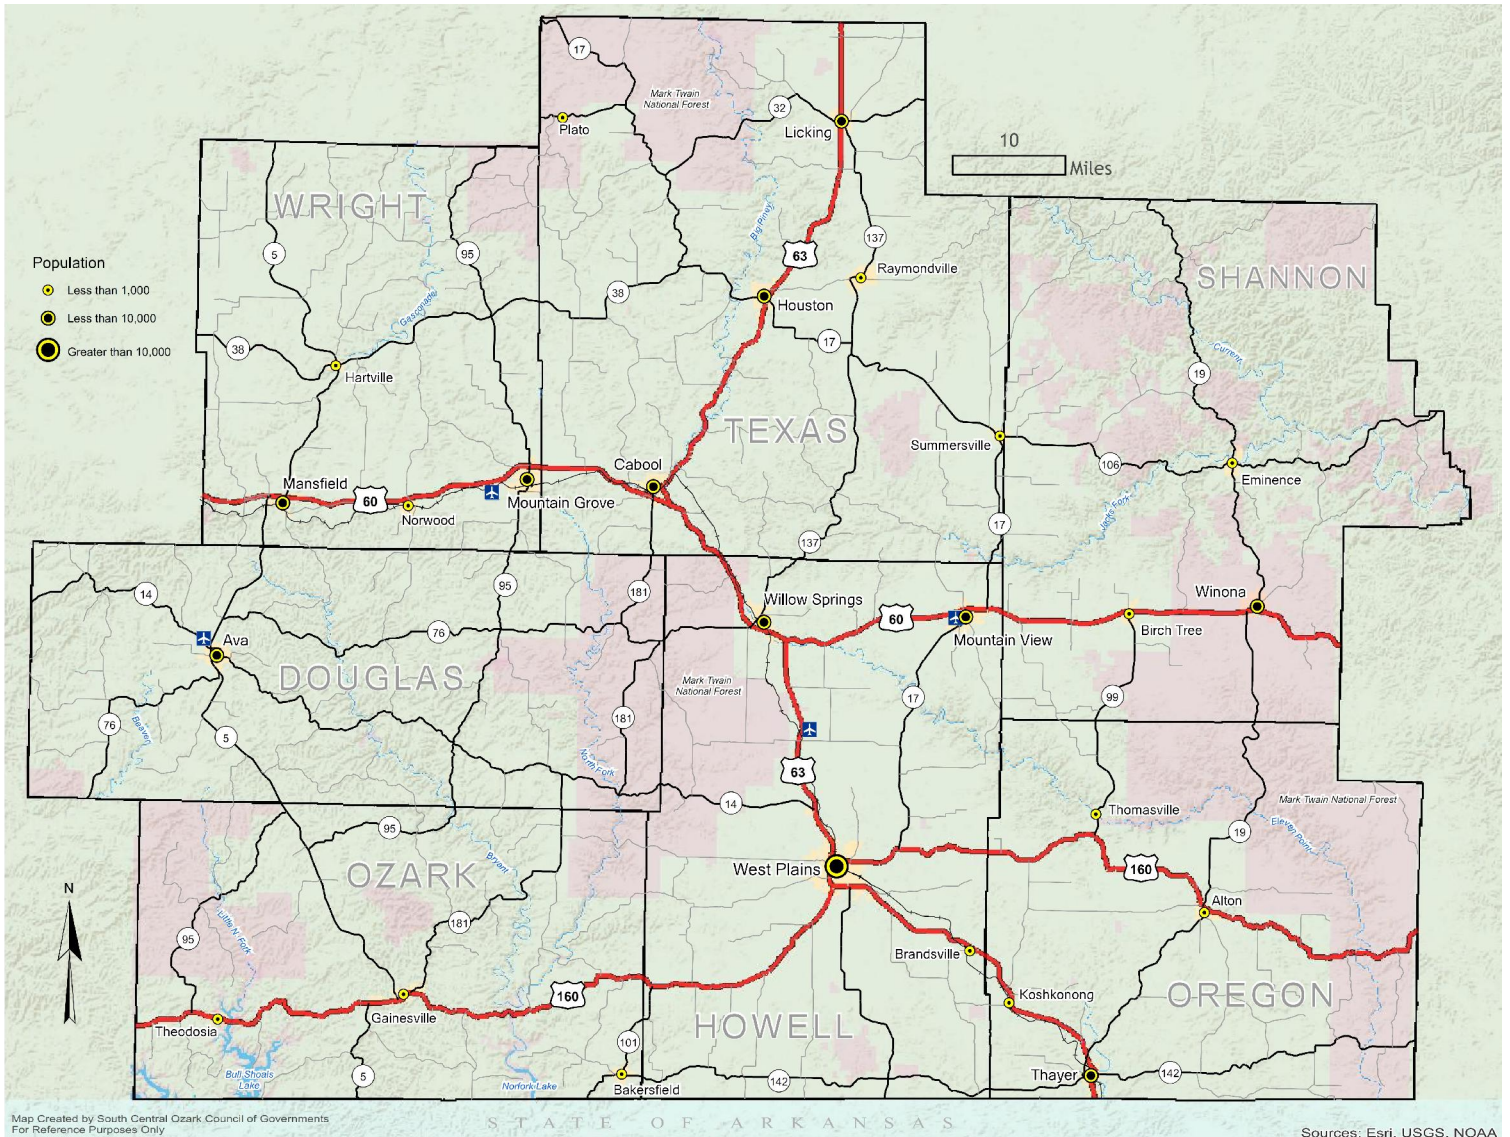 17
Mark Twain
National Forest
32
Plato
Licking
10
Miles
WRIGHT
Big Piney
5
95
63
137
Raymondville
SHANNON
Population
Less than 1,000
Less than 10,000
Greater than 10,000
38
Gasconade
Houston
17
38
Hartville
Current
19
TEXAS
Summersville
106
Eminence
Cabool
Mansfield
60
Norwood
Mountain Grove
Jacks Fork
17
137
14
95
181
Willow Springs
60
Mountain View
Winona
Birch Tree
Ava
76
DOUGLAS
Mark Twain
National Forest
17
99
76
Beaver
5
181
North Fork
63
14
Thomasville
Mark Twain National Forest
95
Bryant
19
Eleven Point
OZARK
West Plains
160
Alton
181
Little N. Fork
95
Brandsville
N
160
Koshkonong
OREGON
Theodosia
Gainesville
HOWELL
101
Bull Shoals
Lake
5
Norfork Lake
Bakersfield
142
Thayer
142
Map Created by South Central Ozark Council of Governments
For Reference Purposes Only
STATE OF ARKANSAS
Sources: Esri, USGS, NOAA